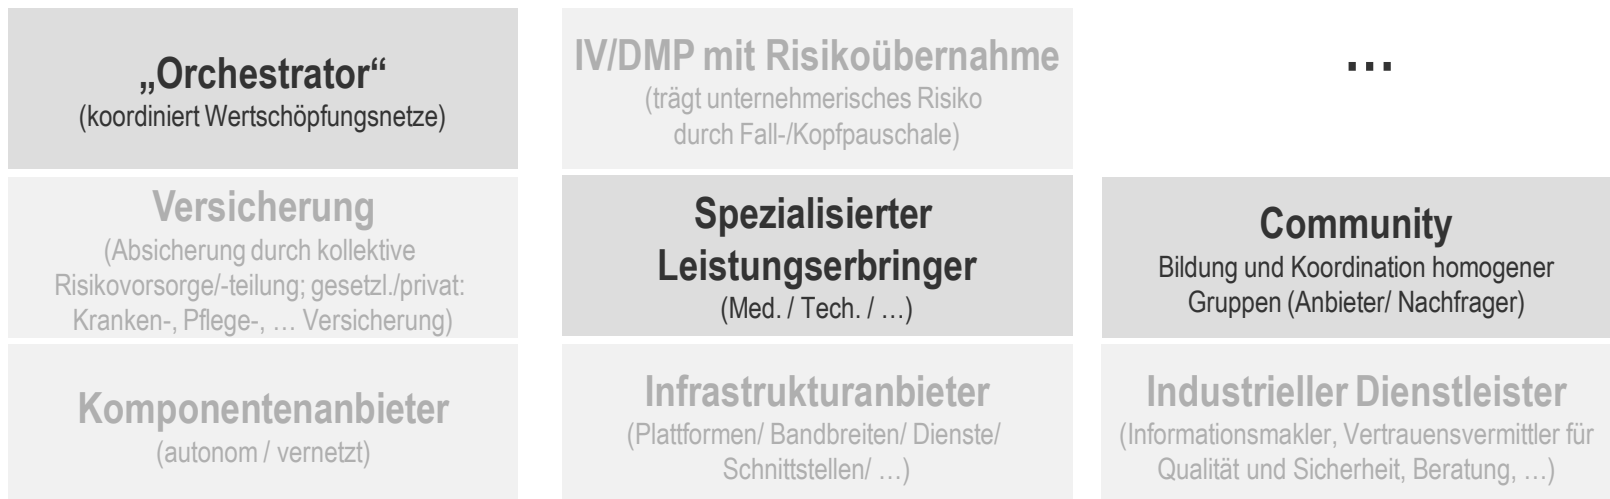 „Orchestrator“
(koordiniert Wertschöpfungsnetze)
IV/DMP mit Risikoübernahme
(trägt unternehmerisches Risiko
durch Fall-/Kopfpauschale)
…
Versicherung
(Absicherung durch kollektive
Risikovorsorge/-teilung; gesetzl./privat:
Kranken-, Pflege-, … Versicherung)
Spezialisierter
Leistungserbringer
(Med. / Tech. / …)
Community
Bildung und Koordination homogener
Gruppen (Anbieter/ Nachfrager)
Komponentenanbieter
(autonom / vernetzt)
Infrastrukturanbieter
(Plattformen/ Bandbreiten/ Dienste/
Schnittstellen/ …)
Industrieller Dienstleister
(Informationsmakler, Vertrauensvermittler für
Qualität und Sicherheit, Beratung, …)